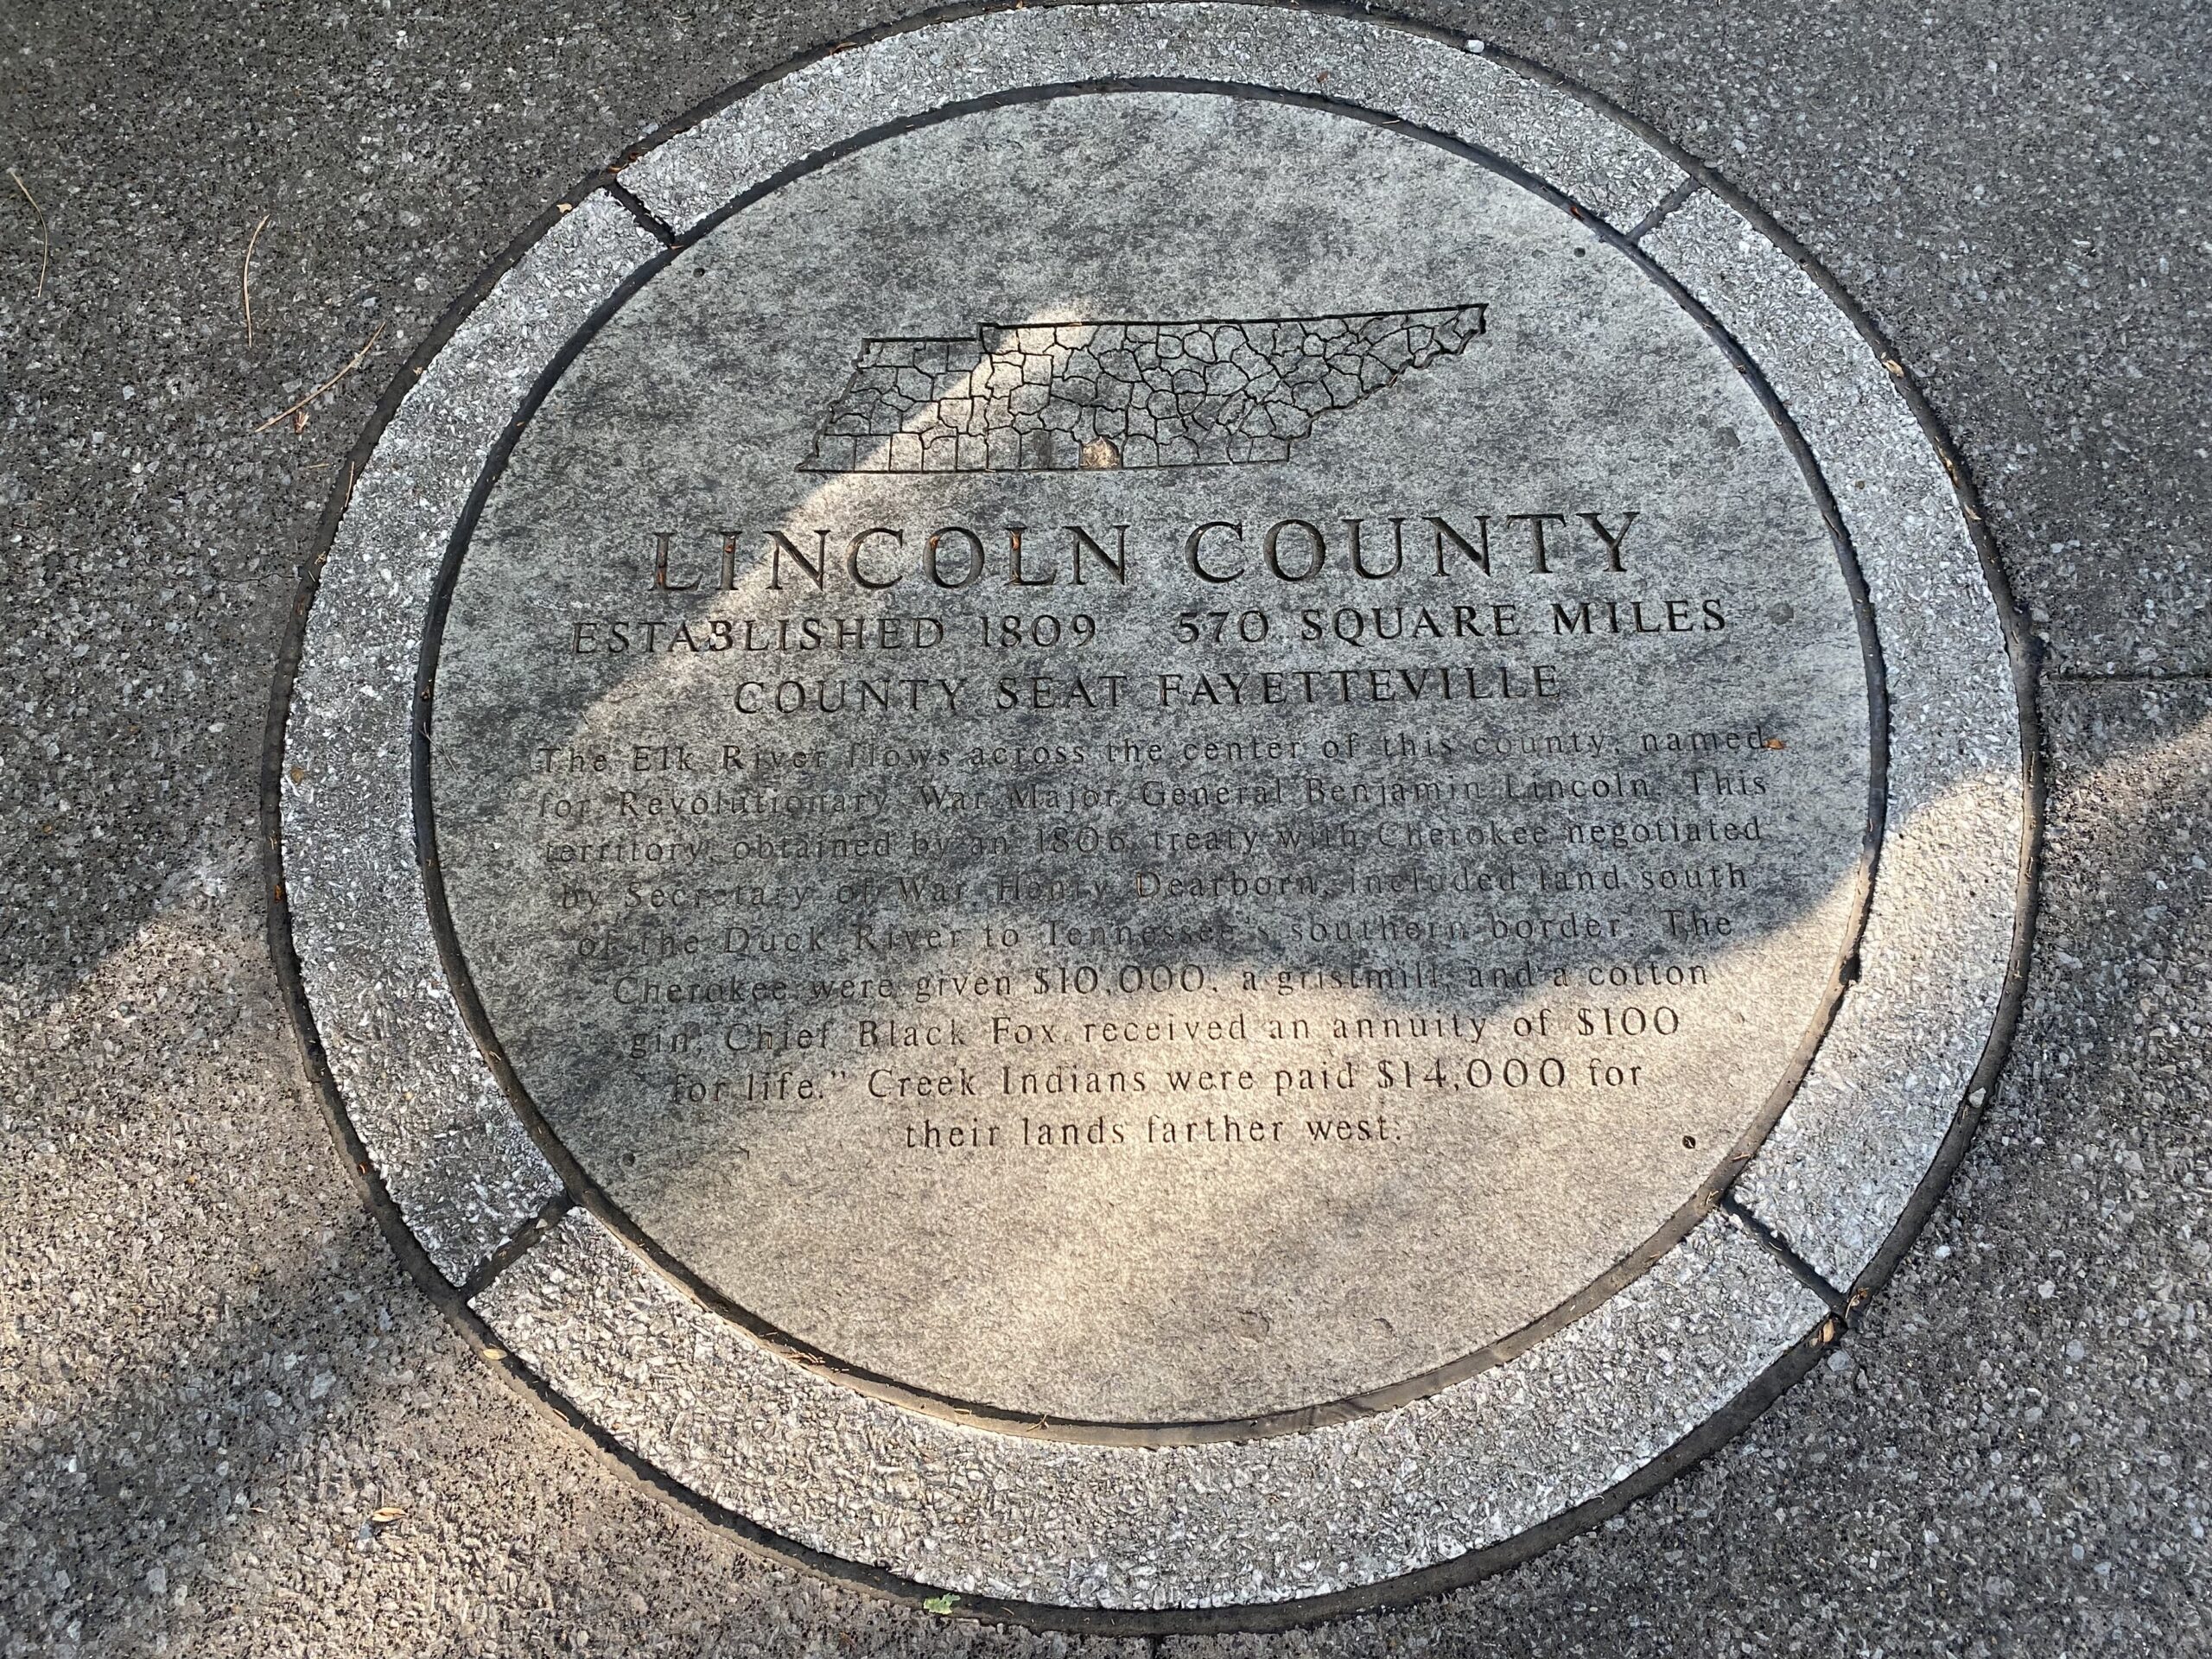 LINCOLN COUNTY
ESTABLISHED 1809 570 SQUARE MILES
COUNTY SEAT FAYETTEVILLE
The Elk River flows across the center of this county, named
for Revolutionary War Major General Benjamin Lincoln. This
territory, obtained by an 1806 treaty with Cherokee negotiated
by Secretary of War Henry Dearborn, included land south
of the Duck River to Tennessee's southern border. The
Cherokee were given $10,000, a gristmill, and a cotton
gin; Chief Black Fox received an annuity of $100
for life." Creek Indians were paid $14,000 for
their lands farther west.